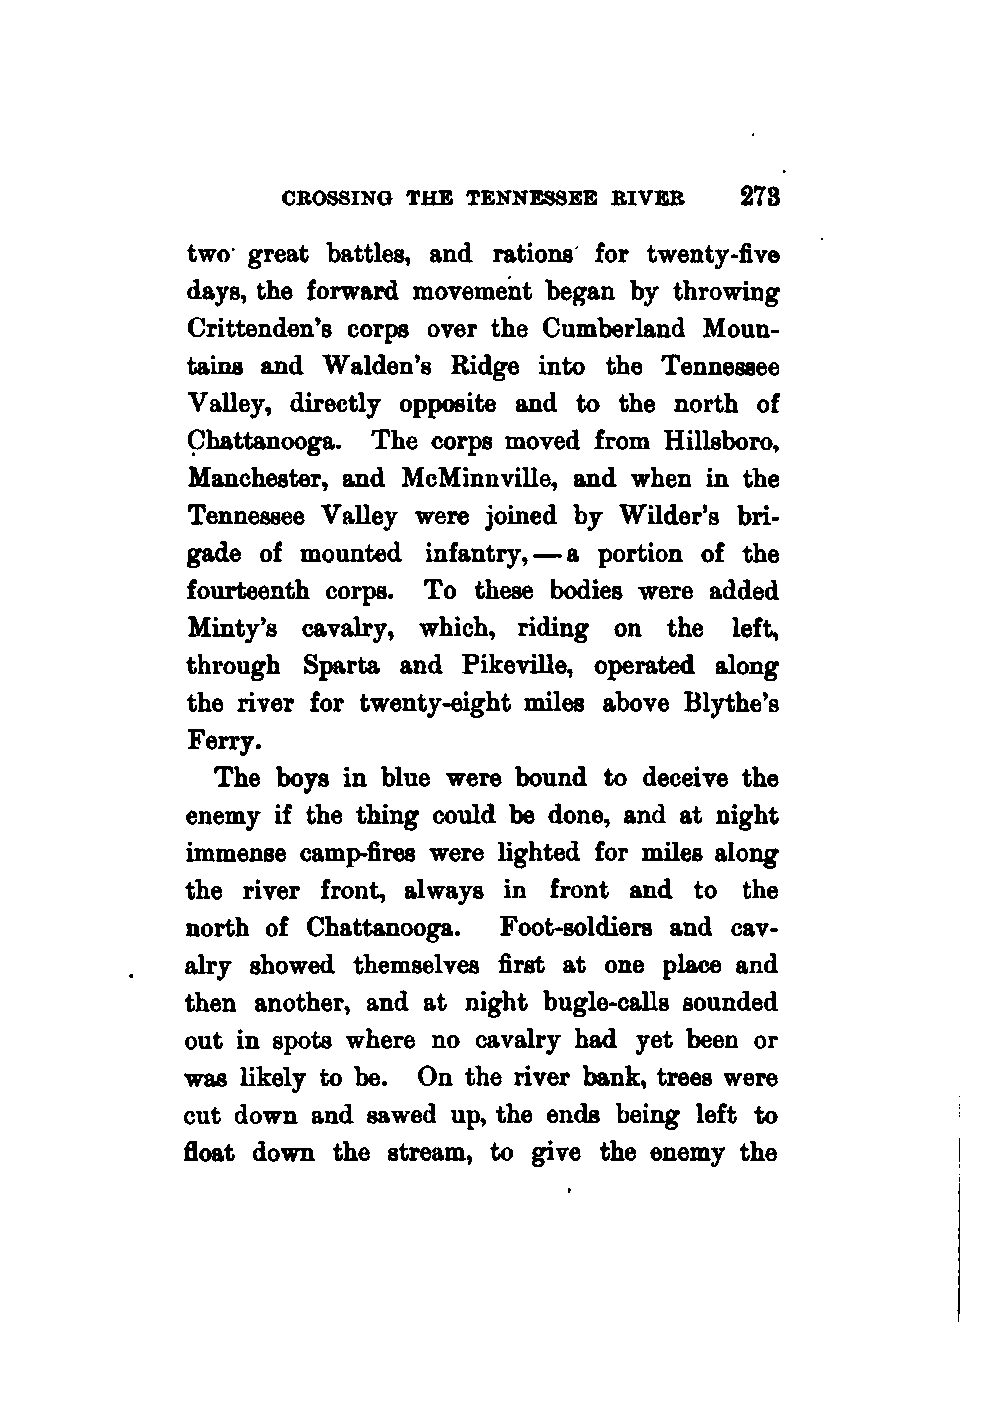 CROSSING THE TENNESSEE RIVER 273
two great battles, and rations for twenty-five
days, the forward movement began by throwing
Crittenden's corps over the Cumberland Moun-
tains and Walden's Ridge into the Tennessee
Valley, directly opposite and to the north of
Chattanooga. The corps moved from Hillsboro,
Manchester, and McMinnville, and when in the
Tennessee Valley were joined by Wilder's bri-
gade of mounted infantry,—a portion of the
fourteenth corps. To these bodies were added
Minty's cavalry, which, riding on the left,
through Sparta and Pikeville, operated along
the river for twenty-eight miles above Blythe's
Ferry.
The boys in blue were bound to deceive the
enemy if the thing could be done, and at night
immense camp-fires were lighted for miles along
the river front, always in front and to the
north of Chattanooga. Foot-soldiers and cav-
alry showed themselves first at one place and
then another, and at night bugle-calls sounded
out in spots where no cavalry had yet been or
was likely to be. On the river bank, trees were
cut down and sawed up, the ends being left to
float down the stream, to give the enemy the